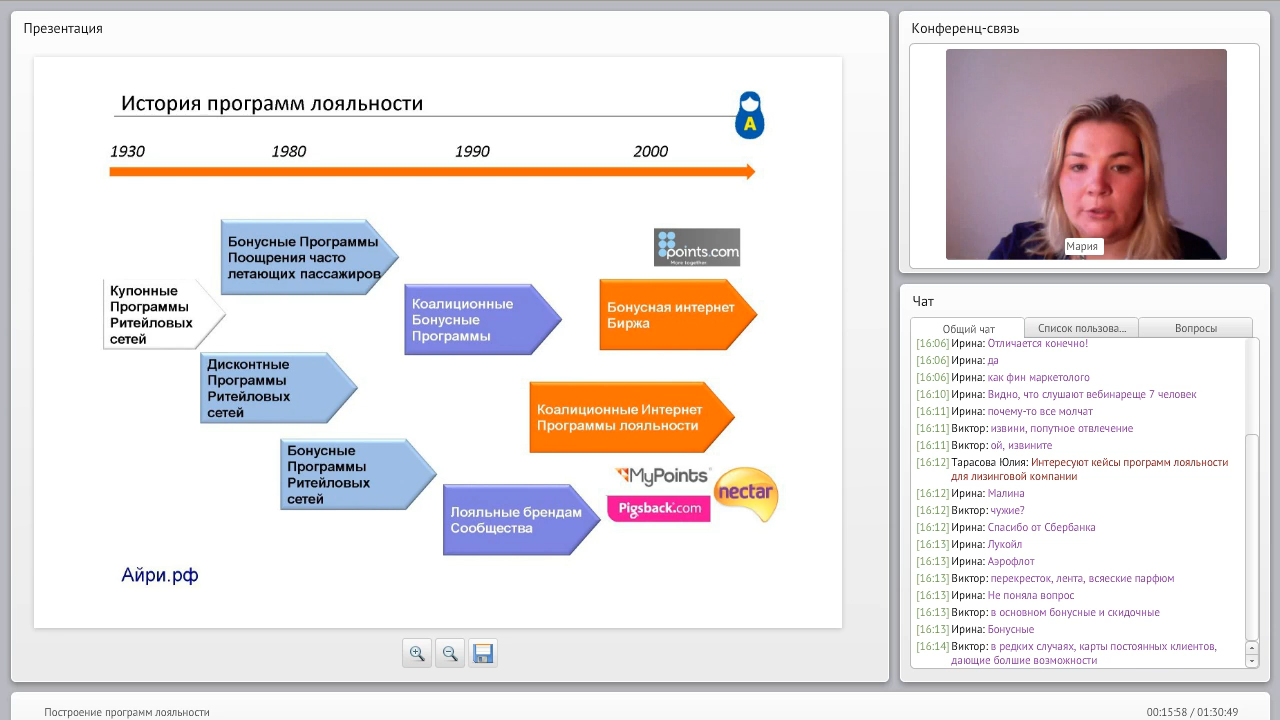 Презентация
История программ лояльности
A
1930 1980 1990 2000
Бонусные Программы
Поощрения часто
летающих пассажиров
points.com
More together
Купонные
Программы
Ритейловых
сетей
Коалиционные
Бонусные
Программы
Бонусная интернет
Биржа
Дисконтные
Программы
Ритейловых
сетей
Коалиционные Интернет
Программы лояльности
Бонусные
Программы
Ритейловых
сетей
MyPoints
nectar
Pigsback.com
Лояльные брендам
Сообщества
Айри.рф
Конференц-связь
Мария
Чат
Общий чат
Список пользова...
Вопросы
[16:06] Ирина: Отличается конечно!
[16:06] Ирина: да
[16:06] Ирина: как фин маркетолого
[16:10] Ирина: Видно, что слушают вебинареще 7 человек
[16:11] Ирина: почему-то все молчат
[16:11] Виктор: извини, попутное отвлечение
[16:11] Виктор: ой, извините
[16:12] Тарасова Юлия: Интересуют кейсы программ лояльности
для лизинговой компании
[16:12] Ирина: Малина
[16:12] Виктор: чужие?
[16:12] Ирина: Спасибо от Сбербанка
[16:13] Ирина: Лукойл
[16:13] Ирина: Аэрофлот
[16:13] Виктор: перекресток, лента, всяеские парфюм
[16:13] Ирина: Не поняла вопрос
[16:13] Виктор: в основном бонусные и скидочные
[16:13] Ирина: Бонусные
[16:14] Виктор: в редких случаях, карты постоянных клиентов,
дающие болшие возможности
Построение программ лояльности
00:15:58 / 01:30:49